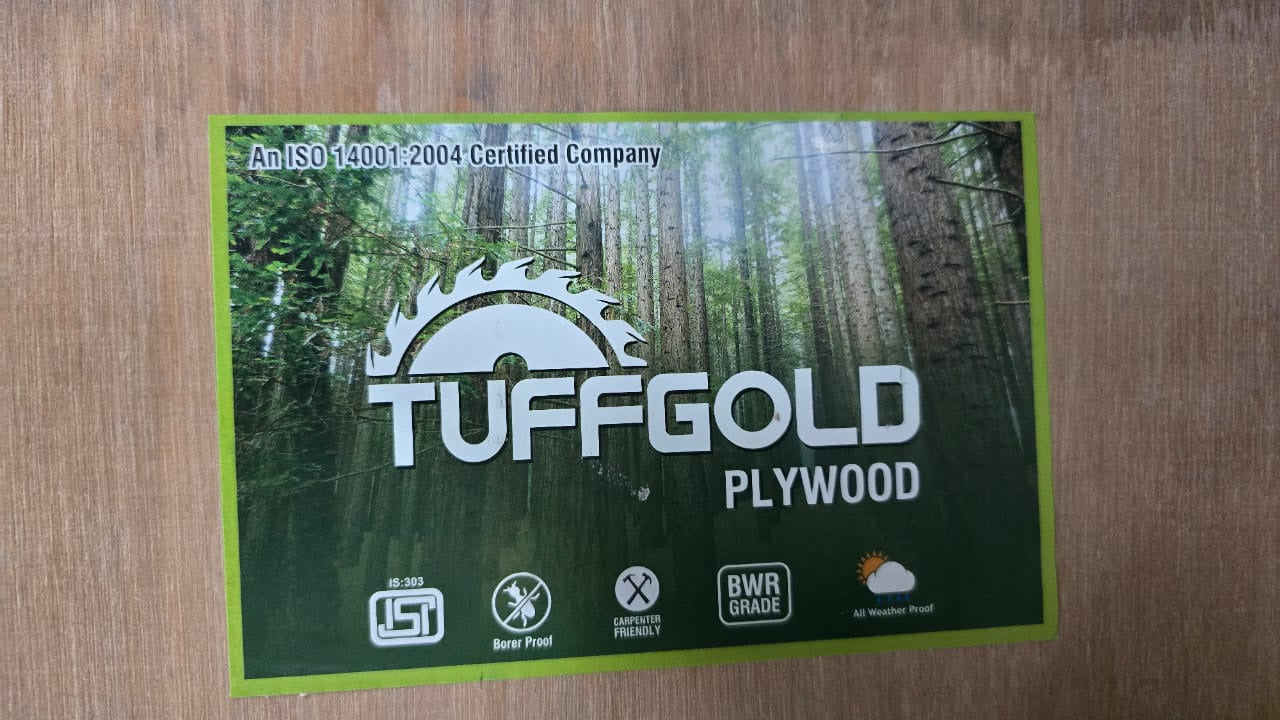 An ISO 14001:2004 Certified Company
TUFFGOLD
PLYWOOD
IS:303
ISI
Borer Proof
CARPENTER
FRIENDLY
BWR
GRADE
All Weather Proof